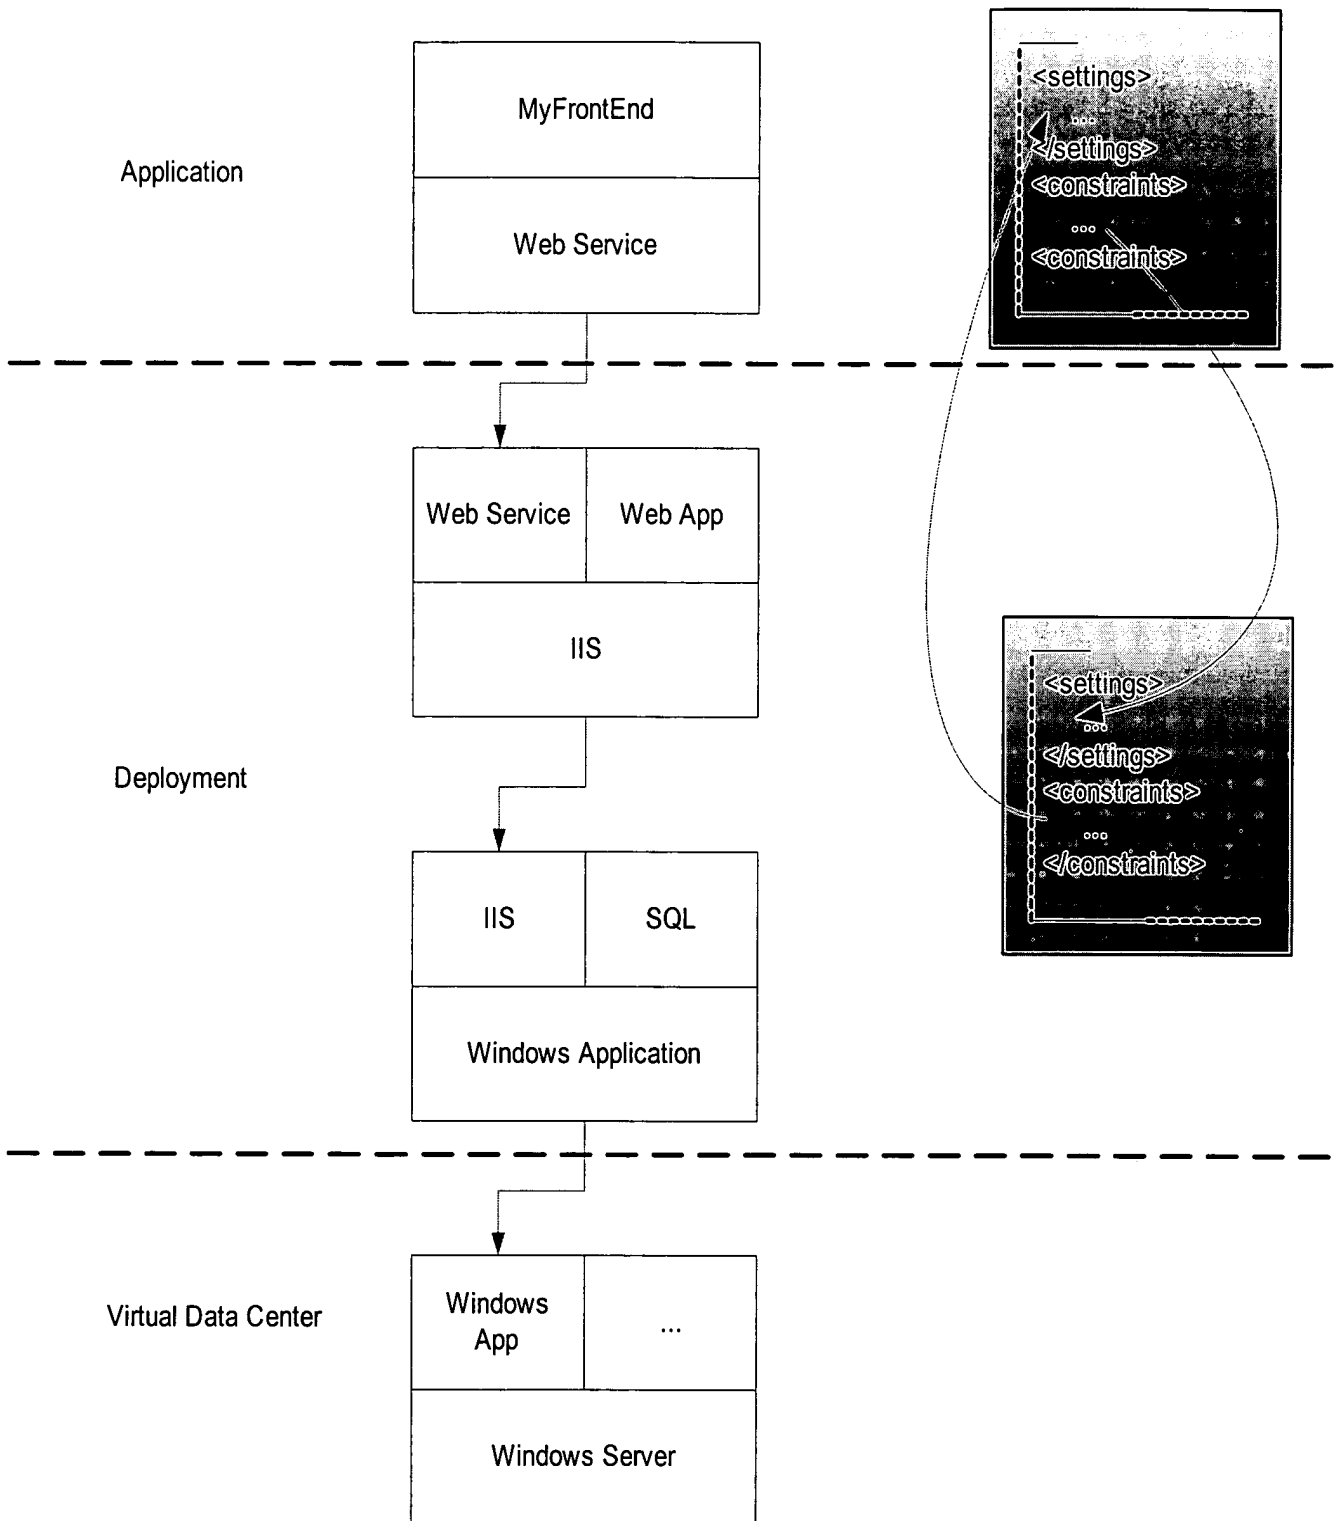 MyFrontEnd
Application
Web Service
<settings>
...
</settings>
<constraints>
...
<constraints>
Web Service
Web App
IIS
Deployment
<settings>
...
</settings>
<constraints>
...
</constraints>
IIS
SQL
Windows Application
Virtual Data Center
Windows
App
...
Windows Server